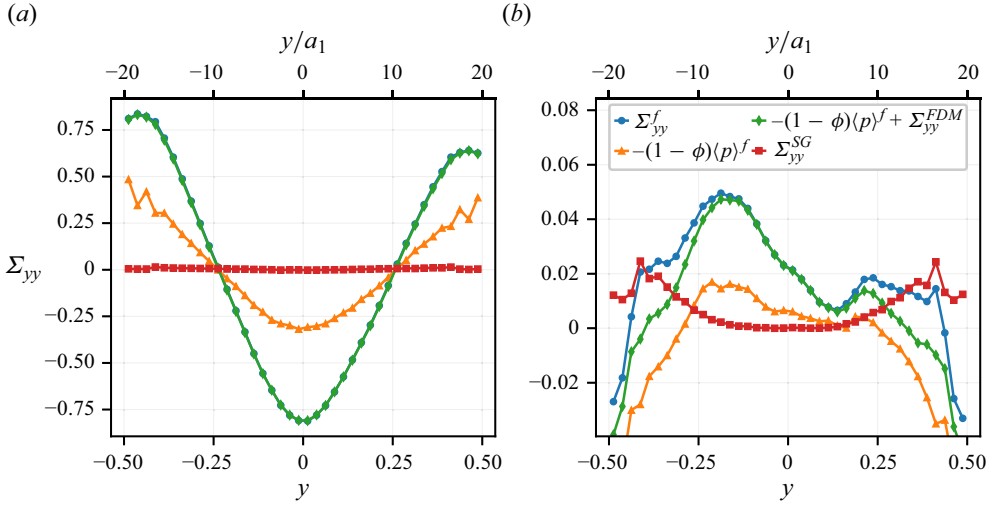 (a)
y/a₁
−20 −10 0 10 20
0.75
0.50
0.25
0
−0.25
−0.50
−0.75
Σyy
−0.50 −0.25 0 0.25 0.50
y
(b)
y/a₁
−20 −10 0 10 20
0.08
0.06
0.04
0.02
0
−0.02
Σ^f_yy
−(1 − ϕ)⟨p⟩^f + Σ^FDM_yy
−(1 − ϕ)⟨p⟩^f
Σ^SG_yy
−0.50 −0.25 0 0.25 0.50
y